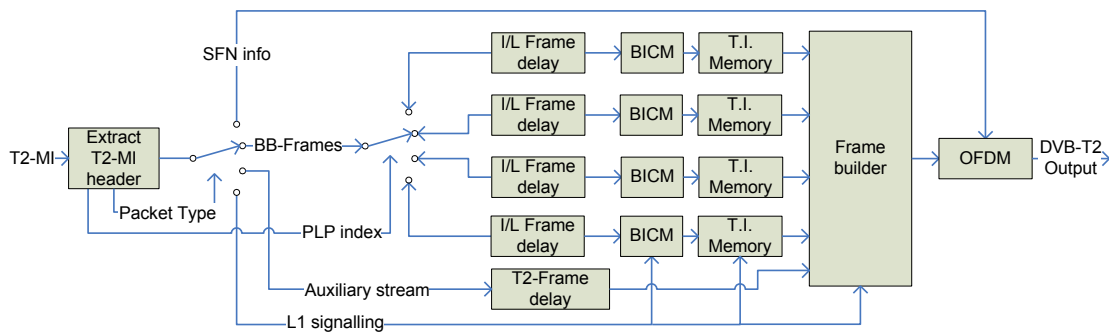 SFN info
I/L Frame
delay
BICM
T.I.
Memory
I/L Frame
delay
BICM
T.I.
Memory
T2-MI
Extract
T2-MI
header
BB-Frames
Frame
builder
OFDM
DVB-T2
Output
I/L Frame
delay
BICM
T.I.
Memory
Packet Type
PLP index
I/L Frame
delay
BICM
T.I.
Memory
Auxiliary stream
T2-Frame
delay
L1 signalling